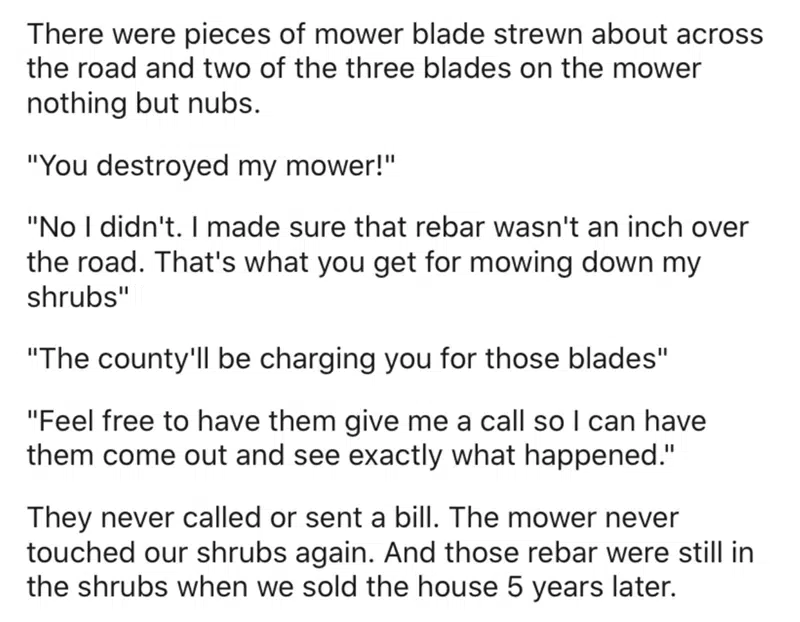 There were pieces of mower blade strewn about across
the road and two of the three blades on the mower
nothing but nubs.
"You destroyed my mower!"
"No I didn't. I made sure that rebar wasn't an inch over
the road. That's what you get for mowing down my
shrubs"
"The county'll be charging you for those blades"
"Feel free to have them give me a call so I can have
them come out and see exactly what happened."
They never called or sent a bill. The mower never
touched our shrubs again. And those rebar were still in
the shrubs when we sold the house 5 years later.